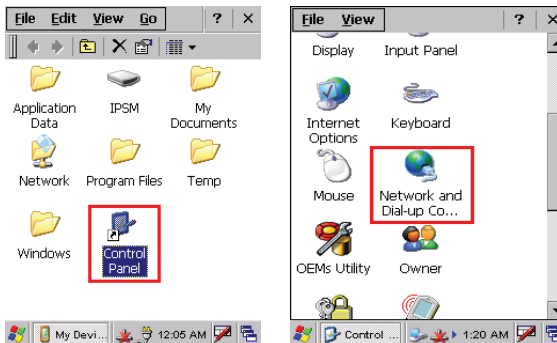 File Edit View Go ? ×
Application Data
IPSM
My Documents
Network
Program Files
Temp
Windows
Control Panel
My Devi...
12:05 AM
File View ? ×
Display
Input Panel
Internet Options
Keyboard
Mouse
Network and Dial-up Co...
OEMs Utility
Owner
Control ...
1:20 AM